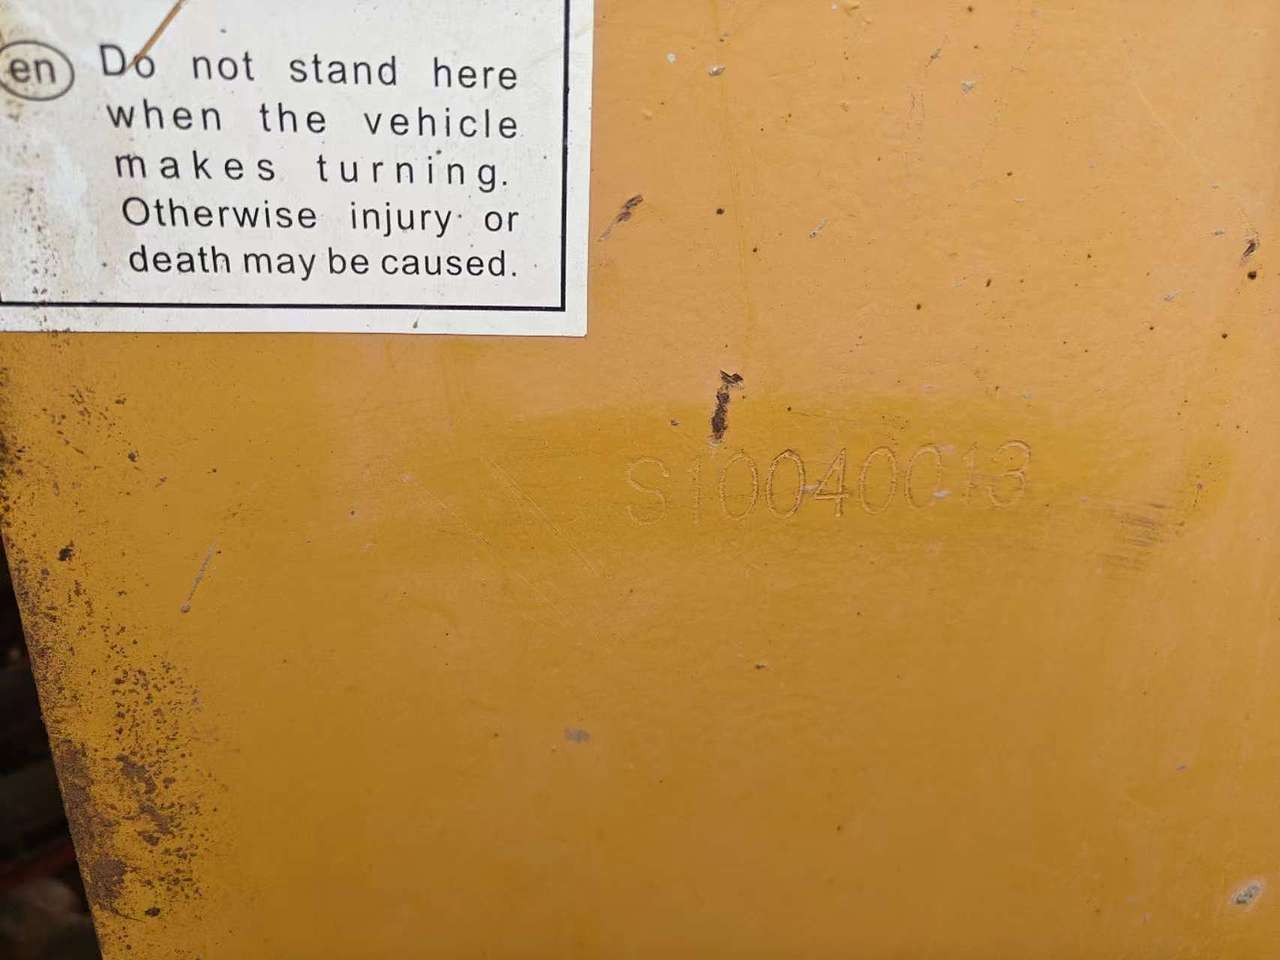 en
Do not stand here
when the vehicle
makes turning.
Otherwise injury or
death may be caused.
S10040013